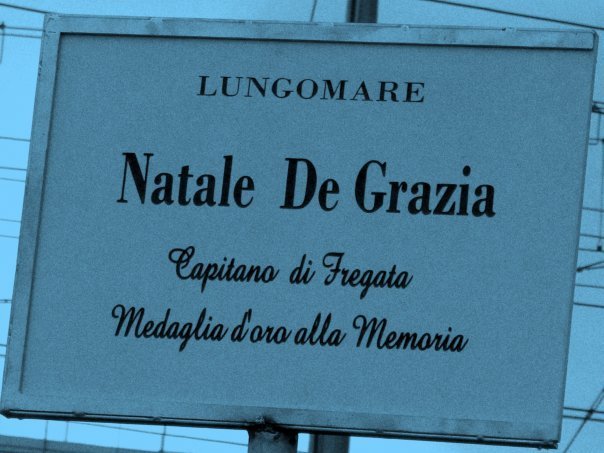 LUNGOMARE
Natale De Grazia
Capitano di Fregata
Medaglia d'oro alla Memoria